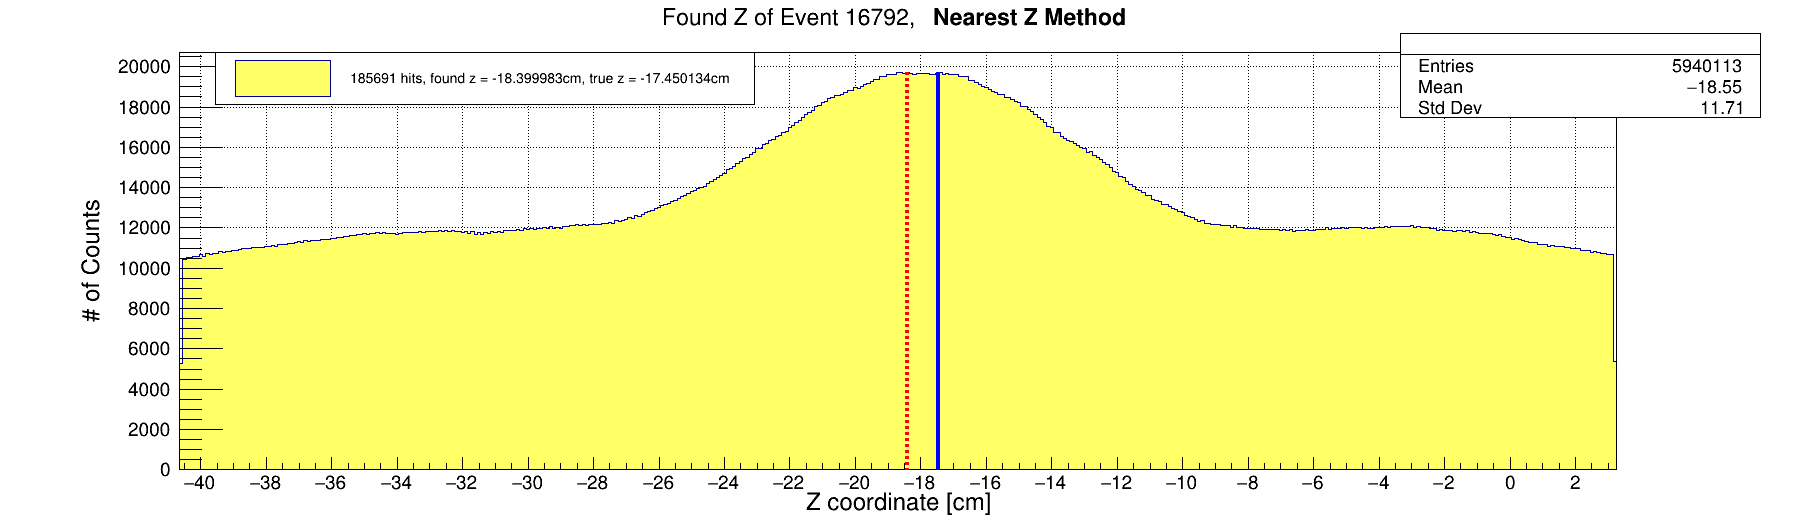 Found Z of Event 16792, Nearest Z Method
185691 hits, found z = -18.399983cm, true z = -17.450134cm
Entries 5940113
Mean −18.55
Std Dev 11.71
# of Counts
20000
18000
16000
14000
12000
10000
8000
6000
4000
2000
0
−40 −38 −36 −34 −32 −30 −28 −26 −24 −22 −20 −18 −16 −14 −12 −10 −8 −6 −4 −2 0 2
Z coordinate [cm]